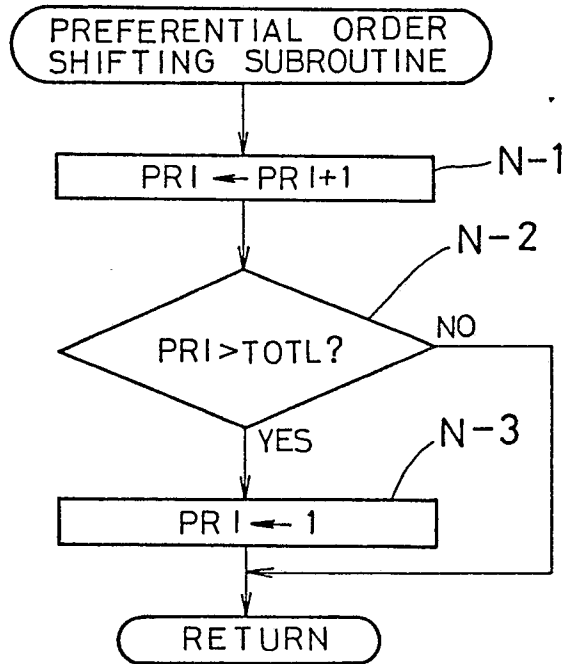 PREFERENTIAL ORDER
SHIFTING SUBROUTINE
PRI ← PRI+1
N-1
N-2
PRI>TOTL?
NO
YES
N-3
PRI ← 1
RETURN